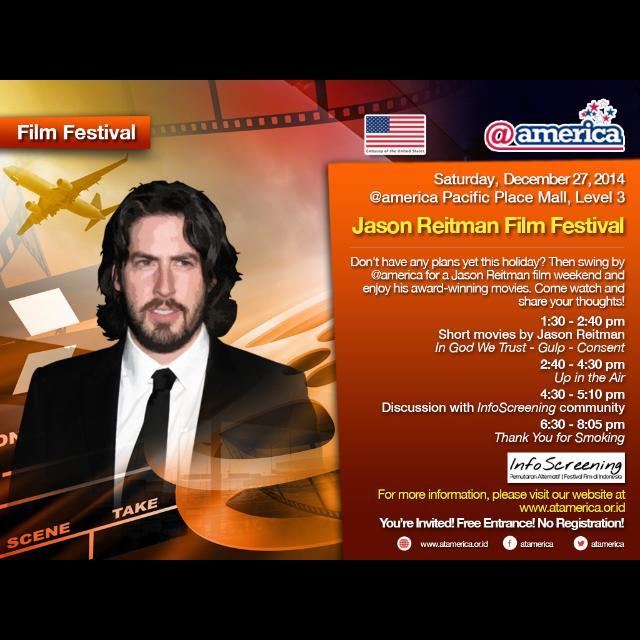 Film Festival
Embassy of the United States
@america
Saturday, December 27, 2014
@america Pacific Place Mall, Level 3
Jason Reitman Film Festival
Don't have any plans yet this holiday? Then swing by
@america for a Jason Reitman film weekend and
enjoy his award-winning movies. Come watch and
share your thoughts!
1:30 - 2:40 pm
Short movies by Jason Reitman
In God We Trust - Gulp - Consent
2:40 - 4:30 pm
Up in the Air
4:30 - 5:10 pm
Discussion with InfoScreening community
6:30 - 8:05 pm
Thank You for Smoking
InfoScreening
Pemutaran Alternatif | Festival Film di Indonesia
For more information, please visit our website at
www.atamerica.or.id
You're Invited! Free Entrance! No Registration!
www.atamerica.or.id atamerica atamerica
SCENE TAKE